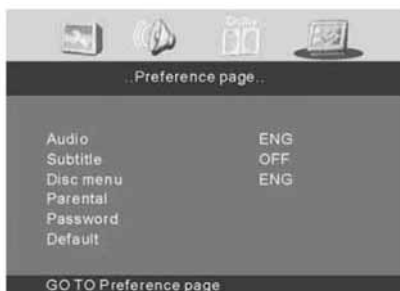 ..Preference page..
Audio ENG
Subtitle OFF
Disc menu ENG
Parental
Password
Default
GO TO Preference page